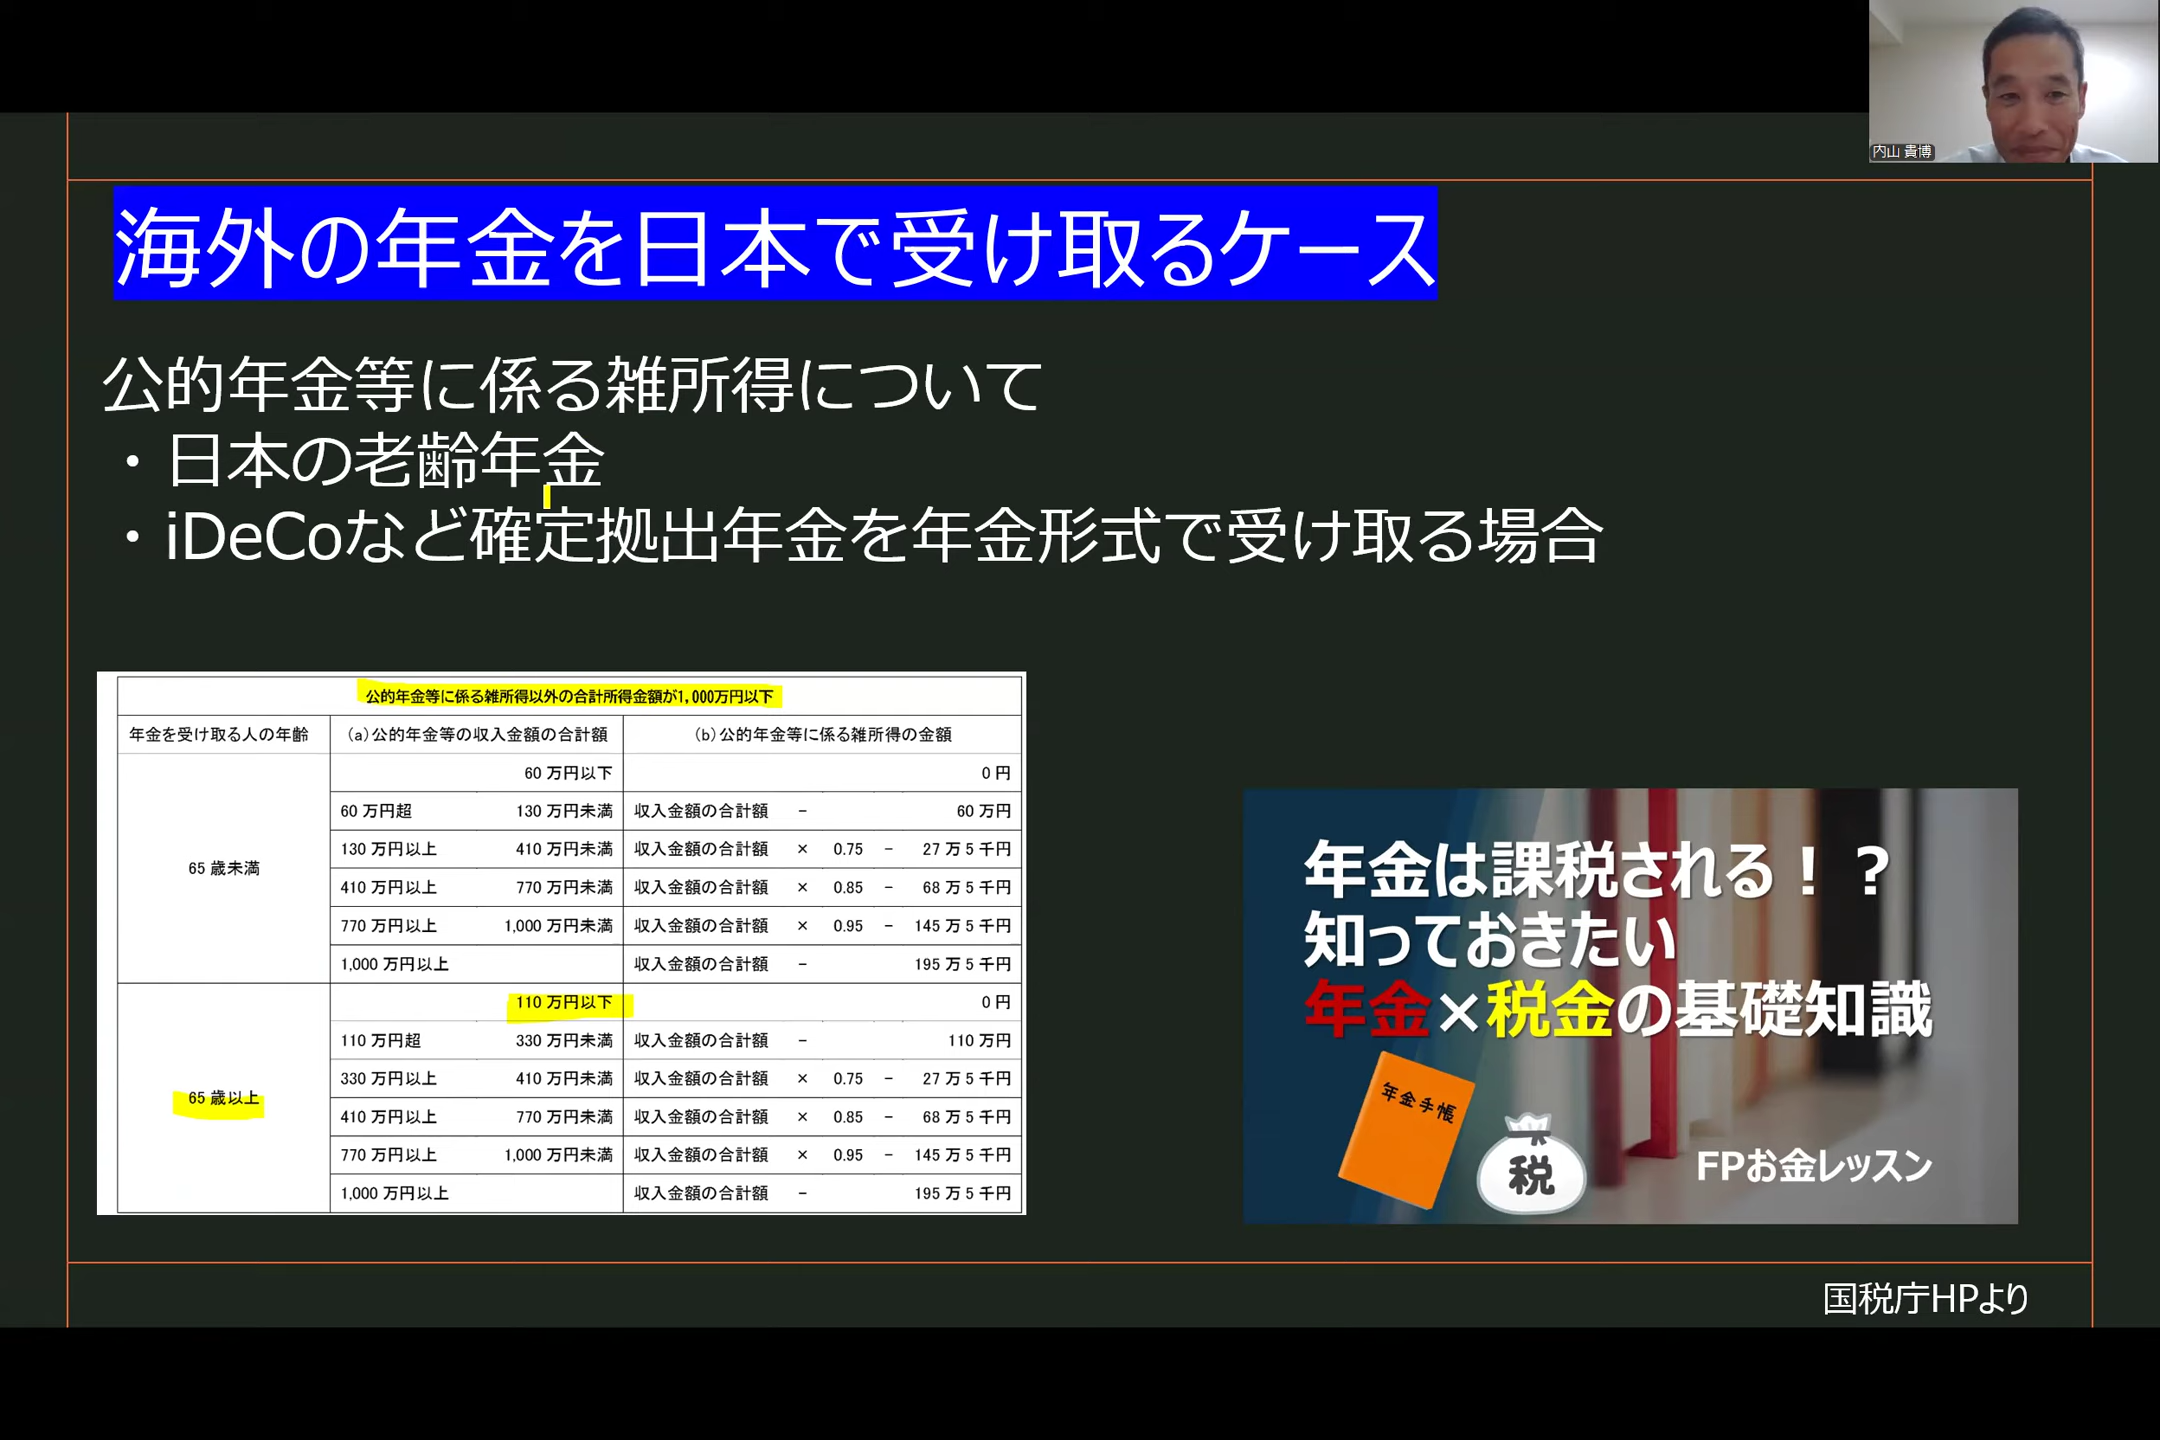 内山 貴博
海外の年金を日本で受け取るケース
公的年金等に係る雑所得について
・日本の老齢年金
・iDeCoなど確定拠出年金を年金形式で受け取る場合
公的年金等に係る雑所得以外の合計所得金額が1,000万円以下
年金を受け取る人の年齢 (a)公的年金等の収入金額の合計額 (b)公的年金等に係る雑所得の金額
60万円以下 0円
60万円超 130万円未満 収入金額の合計額 － 60万円
130万円以上 410万円未満 収入金額の合計額 × 0.75 － 27万5千円
65歳未満
410万円以上 770万円未満 収入金額の合計額 × 0.85 － 68万5千円
770万円以上 1,000万円未満 収入金額の合計額 × 0.95 － 145万5千円
1,000万円以上 収入金額の合計額 － 195万5千円
110万円以下 0円
110万円超 330万円未満 収入金額の合計額 － 110万円
330万円以上 410万円未満 収入金額の合計額 × 0.75 － 27万5千円
65歳以上
410万円以上 770万円未満 収入金額の合計額 × 0.85 － 68万5千円
770万円以上 1,000万円未満 収入金額の合計額 × 0.95 － 145万5千円
1,000万円以上 収入金額の合計額 － 195万5千円
年金は課税される！？
知っておきたい
年金×税金の基礎知識
年金手帳
税
FPお金レッスン
国税庁HPより